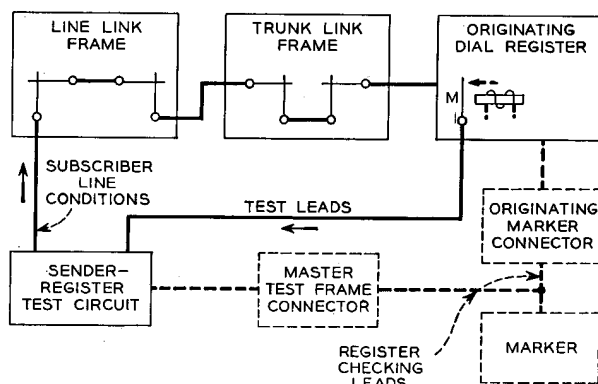 LINE LINK
FRAME
TRUNK LINK
FRAME
ORIGINATING
DIAL REGISTER
M
SUBSCRIBER
LINE
CONDITIONS
TEST LEADS
ORIGINATING
MARKER
CONNECTOR
SENDER-
REGISTER
TEST CIRCUIT
MASTER
TEST FRAME
CONNECTOR
REGISTER
CHECKING
LEADS
MARKER